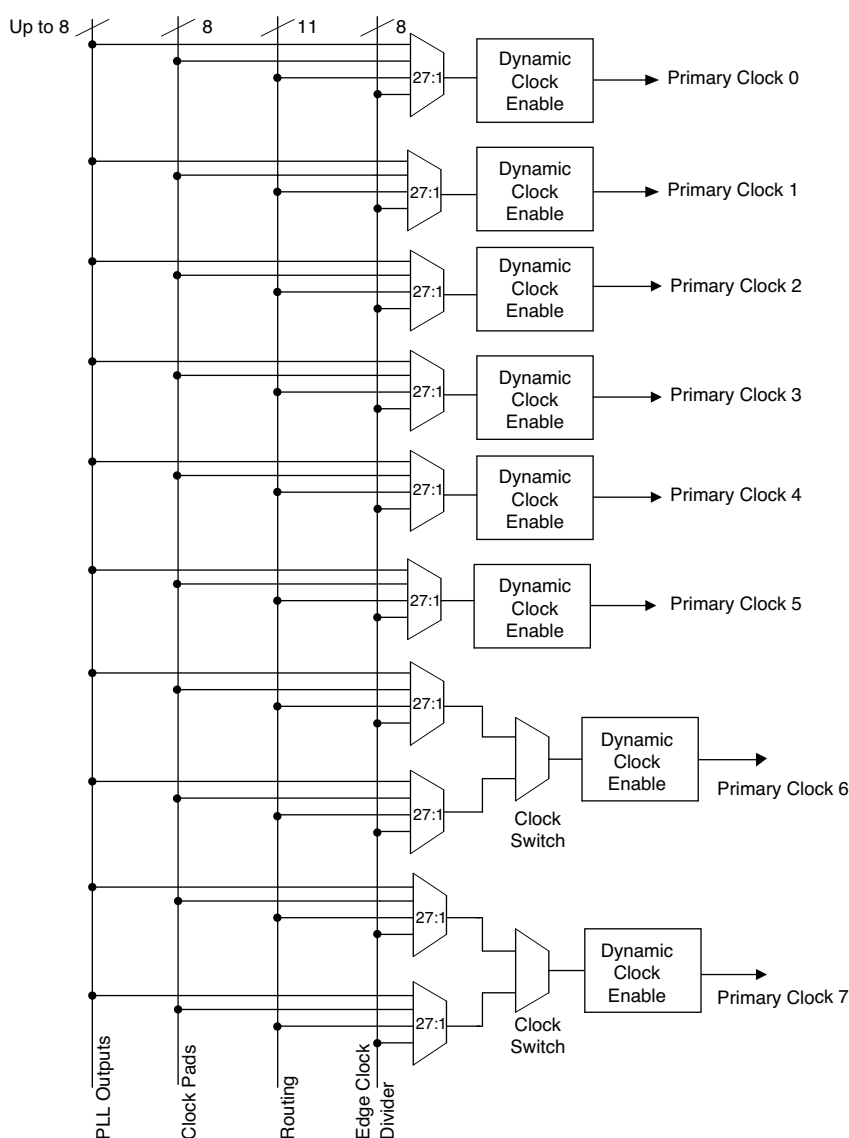 Up to 8
8
11
8
27:1
Dynamic
Clock
Enable
Primary Clock 0
27:1
Dynamic
Clock
Enable
Primary Clock 1
27:1
Dynamic
Clock
Enable
Primary Clock 2
27:1
Dynamic
Clock
Enable
Primary Clock 3
27:1
Dynamic
Clock
Enable
Primary Clock 4
27:1
Dynamic
Clock
Enable
Primary Clock 5
27:1
27:1
Clock
Switch
Dynamic
Clock
Enable
Primary Clock 6
27:1
27:1
Clock
Switch
Dynamic
Clock
Enable
Primary Clock 7
PLL Outputs
Clock Pads
Routing
Edge Clock
Divider